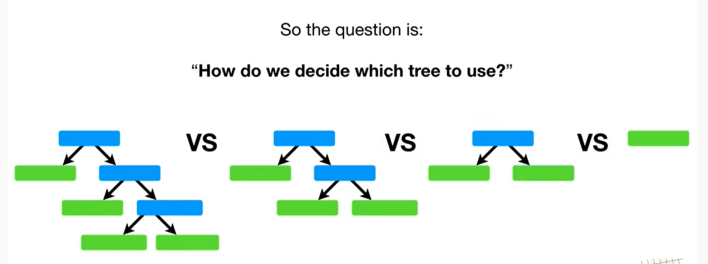 So the question is:
“How do we decide which tree to use?”
VS
VS
VS